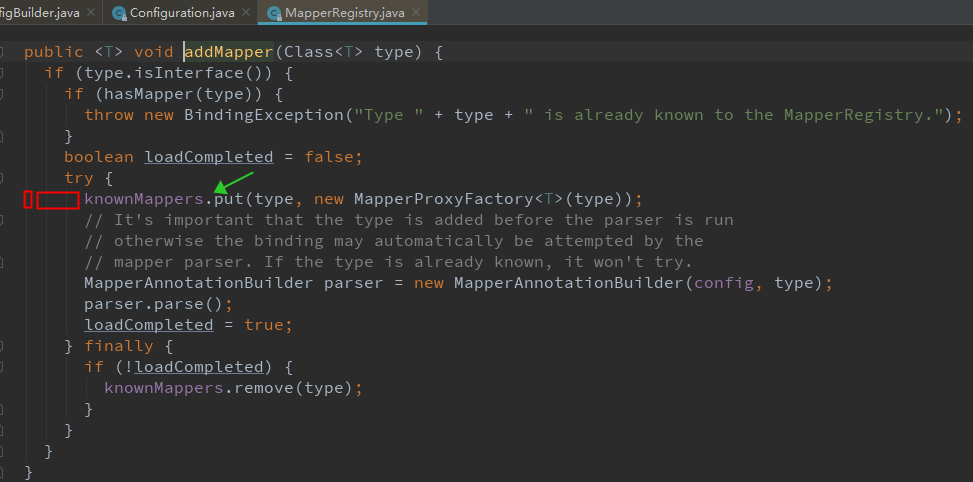 figBuilder.java × Configuration.java × MapperRegistry.java ×
public <T> void addMapper(Class<T> type) {
if (type.isInterface()) {
if (hasMapper(type)) {
throw new BindingException("Type " + type + " is already known to the MapperRegistry.");
}
boolean loadCompleted = false;
try {
knownMappers.put(type, new MapperProxyFactory<T>(type));
// It's important that the type is added before the parser is run
// otherwise the binding may automatically be attempted by the
// mapper parser. If the type is already known, it won't try.
MapperAnnotationBuilder parser = new MapperAnnotationBuilder(config, type);
parser.parse();
loadCompleted = true;
} finally {
if (!loadCompleted) {
knownMappers.remove(type);
}
}
}
}